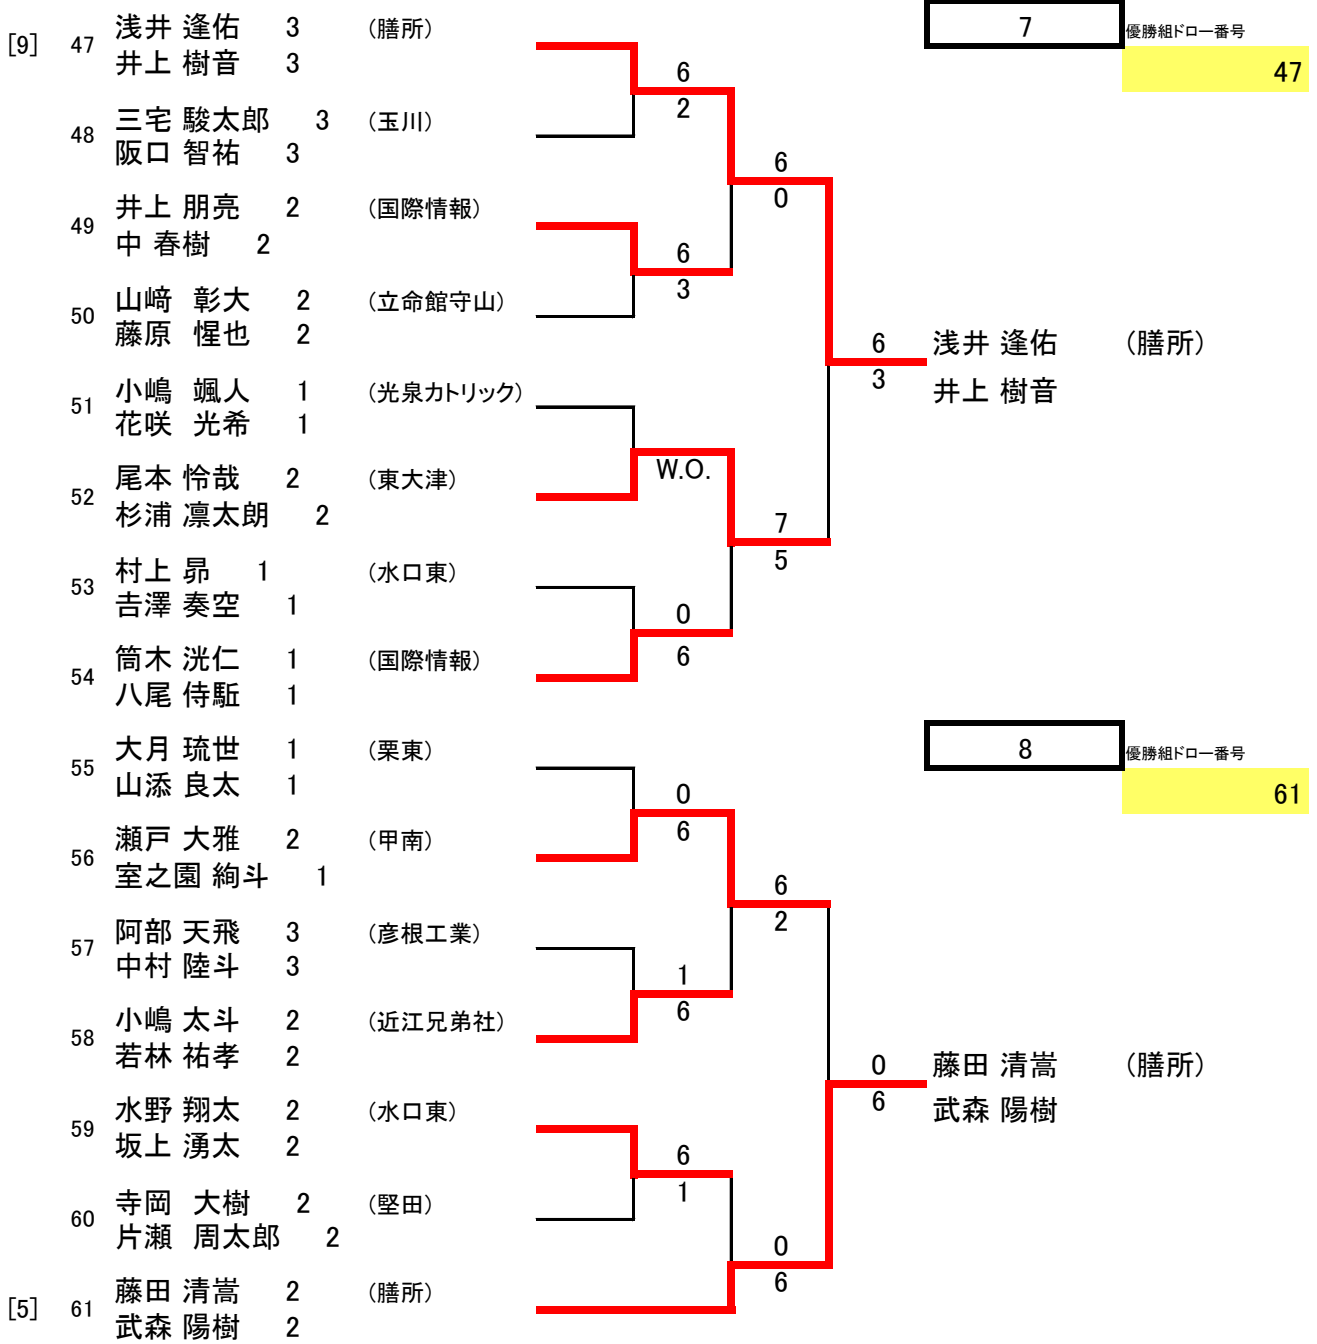 7
優勝組ドロー番号
47
[9] 47 浅井 逢佑 3 (膳所)
井上 樹音 3
6
2
48 三宅 駿太郎 3 (玉川)
阪口 智祐 3
6
0
49 井上 朋亮 2 (国際情報)
中 春樹 2
6
3
50 山﨑 彰大 2 (立命館守山)
藤原 惺也 2
6 浅井 逢佑 (膳所)
3 井上 樹音
51 小嶋 颯人 1 (光泉カトリック)
花咲 光希 1
W.O.
52 尾本 怜哉 2 (東大津)
杉浦 凛太朗 2
7
5
53 村上 昴 1 (水口東)
吉澤 奏空 1
0
6
54 筒木 洸仁 1 (国際情報)
八尾 侍駈 1
8
優勝組ドロー番号
61
55 大月 琉世 1 (栗東)
山添 良太 1
0
6
56 瀬戸 大雅 2 (甲南)
室之園 絢斗 1
6
2
57 阿部 天飛 3 (彦根工業)
中村 陸斗 3
1
6
58 小嶋 太斗 2 (近江兄弟社)
若林 祐孝 2
0 藤田 清嵩 (膳所)
6 武森 陽樹
59 水野 翔太 2 (水口東)
坂上 湧太 2
6
1
60 寺岡 大樹 2 (堅田)
片瀬 周太郎 2
0
6
[5] 61 藤田 清嵩 2 (膳所)
武森 陽樹 2